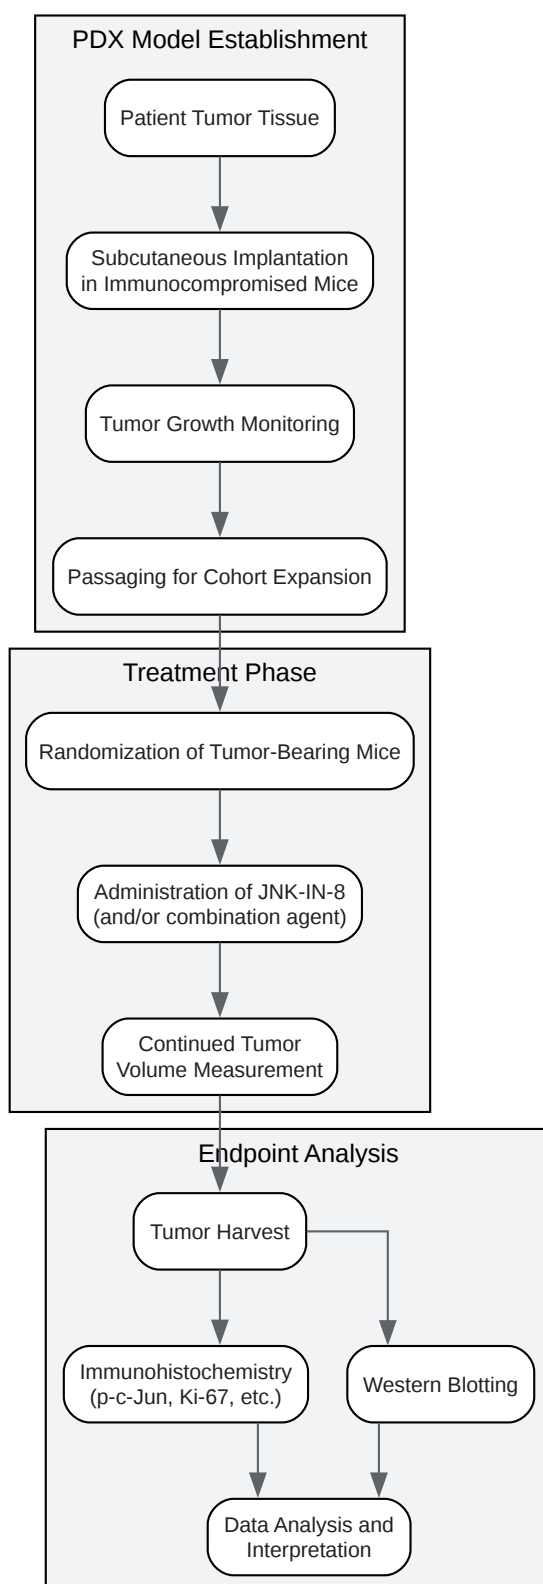 PDX Model Establishment
Patient Tumor Tissue
Subcutaneous Implantation
in Immunocompromised Mice
Tumor Growth Monitoring
Passaging for Cohort Expansion
Treatment Phase
Randomization of Tumor-Bearing Mice
Administration of JNK-IN-8
(and/or combination agent)
Continued Tumor
Volume Measurement
Endpoint Analysis
Tumor Harvest
Immunohistochemistry
(p-c-Jun, Ki-67, etc.)
Western Blotting
Data Analysis and
Interpretation